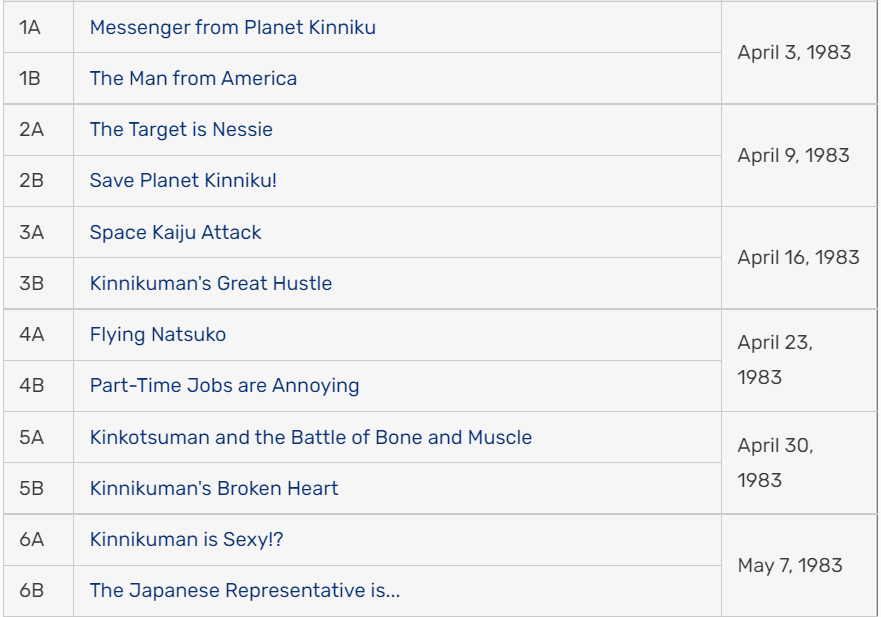 1A
Messenger from Planet Kinniku
April 3, 1983
1B
The Man from America
2A
The Target is Nessie
April 9, 1983
2B
Save Planet Kinniku!
3A
Space Kaiju Attack
April 16, 1983
3B
Kinnikuman's Great Hustle
4A
Flying Natsuko
April 23,
1983
4B
Part-Time Jobs are Annoying
5A
Kinkotsuman and the Battle of Bone and Muscle
April 30,
1983
5B
Kinnikuman's Broken Heart
6A
Kinnikuman is Sexy!?
May 7, 1983
6B
The Japanese Representative is...